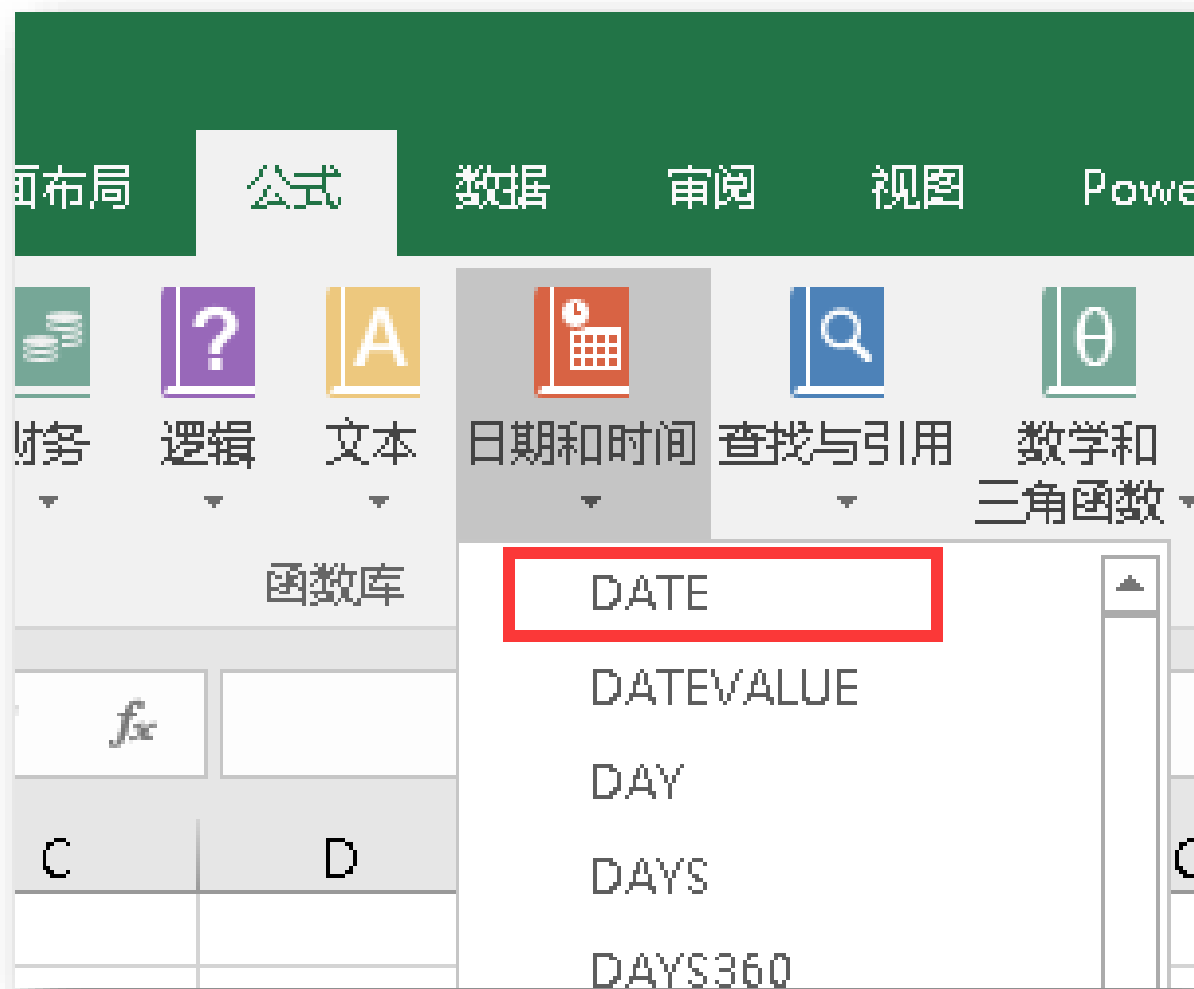 面布局 公式 数据 审阅 视图 Powe
财务 逻辑 文本 日期和时间 查找与引用 数学和
三角函数
函数库
DATE
DATEVALUE
fx
DAY
C D
DAYS
DAYS360